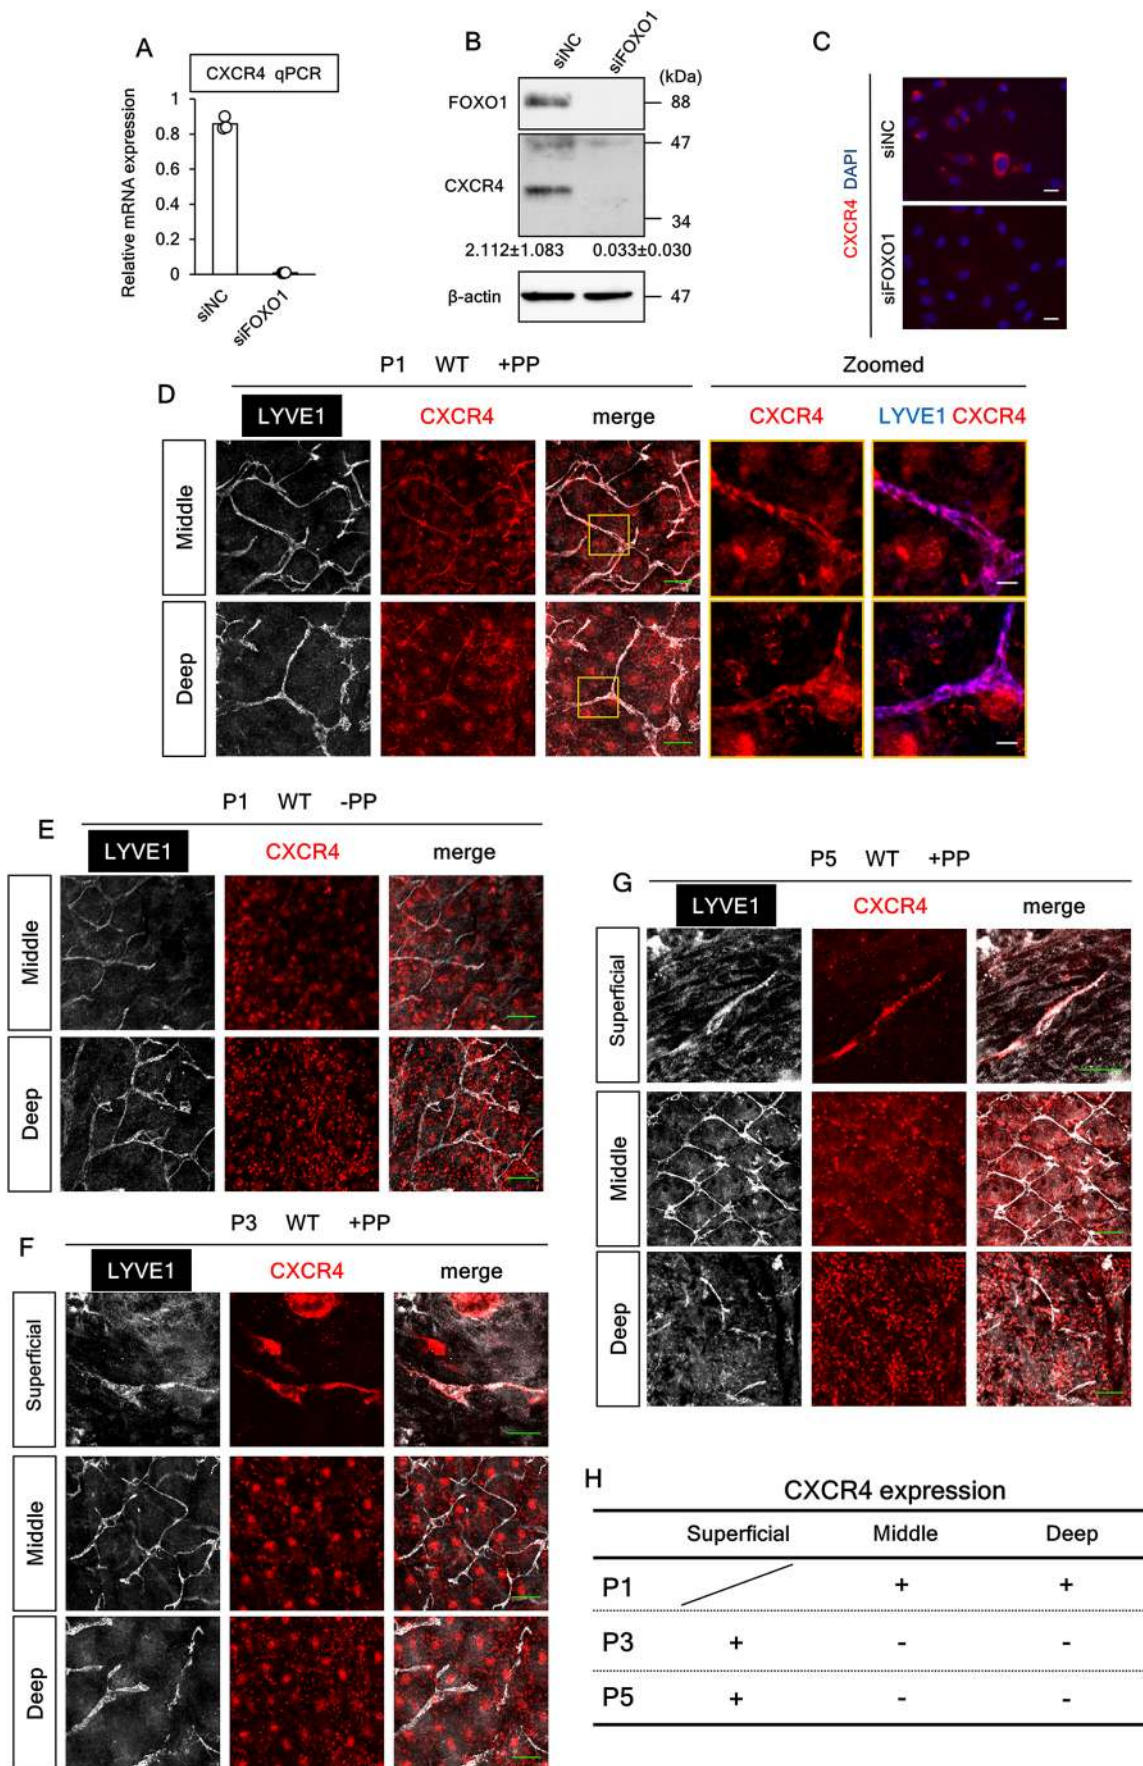 A
CXCR4 qPCR
Relative mRNA expression
1
0.8
0.6
0.4
0.2
0
siNC
siFOXO1
B
siNC
siFOXO1
(kDa)
FOXO1
88
47
CXCR4
34
2.112±1.083
0.033±0.030
β-actin
47
C
CXCR4 DAPI
siNC
siFOXO1
D
P1 WT +PP
Zoomed
LYVE1
CXCR4
merge
CXCR4
LYVE1 CXCR4
Middle
Deep
E
P1 WT -PP
LYVE1
CXCR4
merge
Middle
Deep
F
P3 WT +PP
LYVE1
CXCR4
merge
Superficial
Middle
Deep
G
P5 WT +PP
LYVE1
CXCR4
merge
Superficial
Middle
Deep
H
CXCR4 expression
Superficial Middle Deep
P1 + +
P3 + - -
P5 + - -